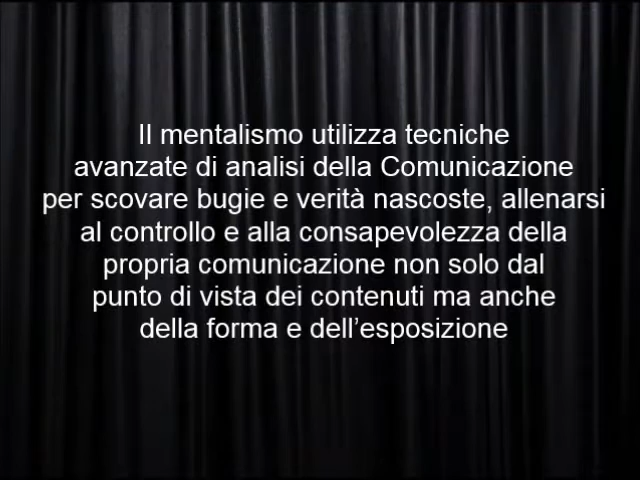 Il mentalismo utilizza tecniche
avanzate di analisi della Comunicazione
per scovare bugie e verità nascoste, allenarsi
al controllo e alla consapevolezza della
propria comunicazione non solo dal
punto di vista dei contenuti ma anche
della forma e dell’esposizione